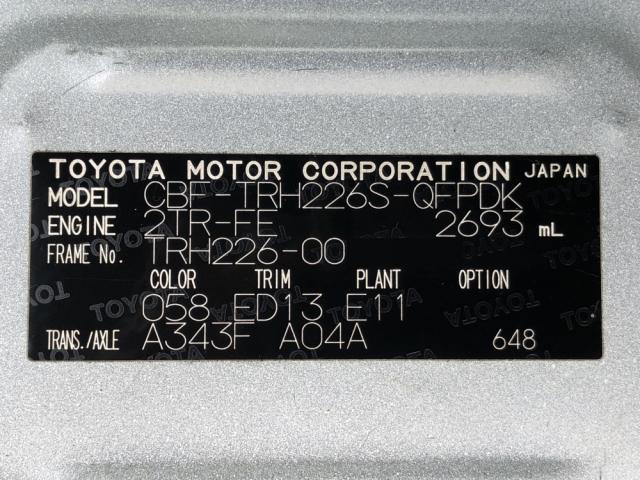 TOYOTA MOTOR CORPORATION JAPAN
MODEL CBF-TRH226S-QFPDK
ENGINE 2TR-FE 2693 mL
FRAME No. TRH226-00
COLOR TRIM PLANT OPTION
058 ED13 E11
TRANS./AXLE A343F A04A 648